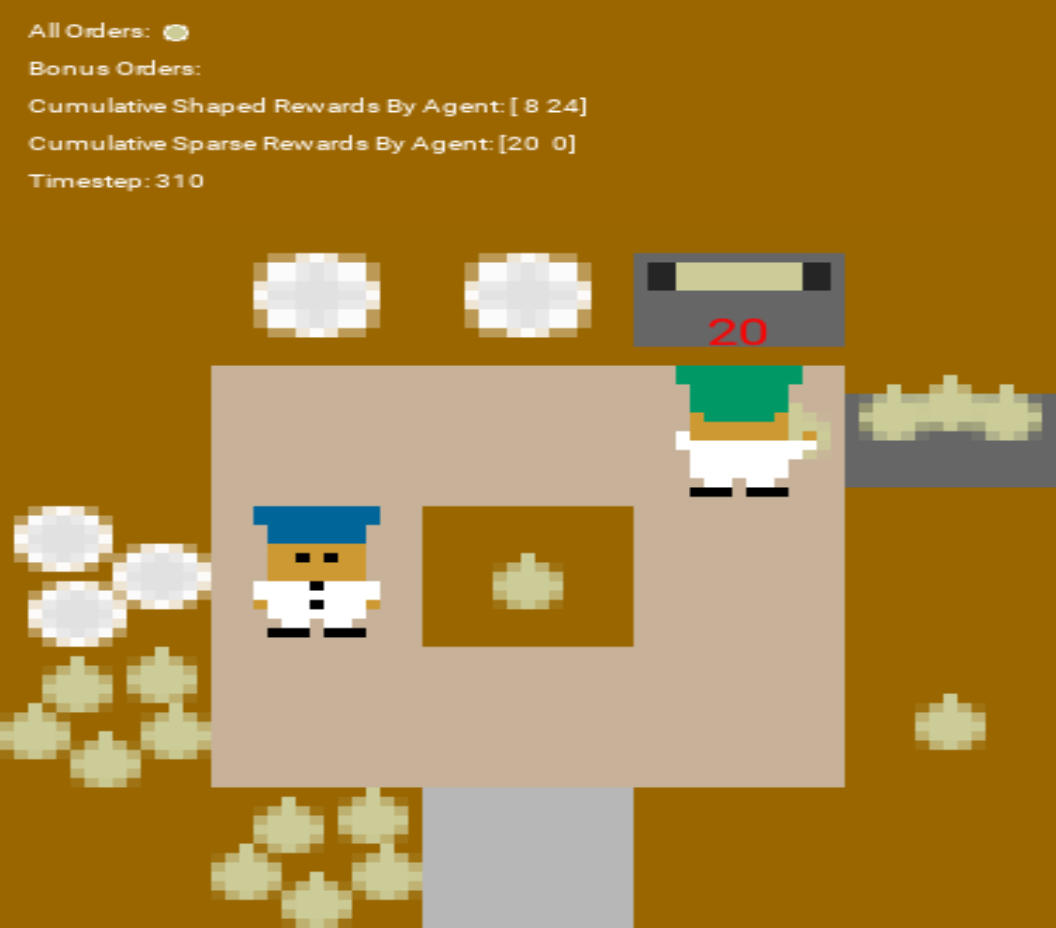 All Orders:
Bonus Orders:
Cumulative Shaped Rewards By Agent: [ 8 24]
Cumulative Sparse Rewards By Agent: [20  0]
Timestep: 310
20